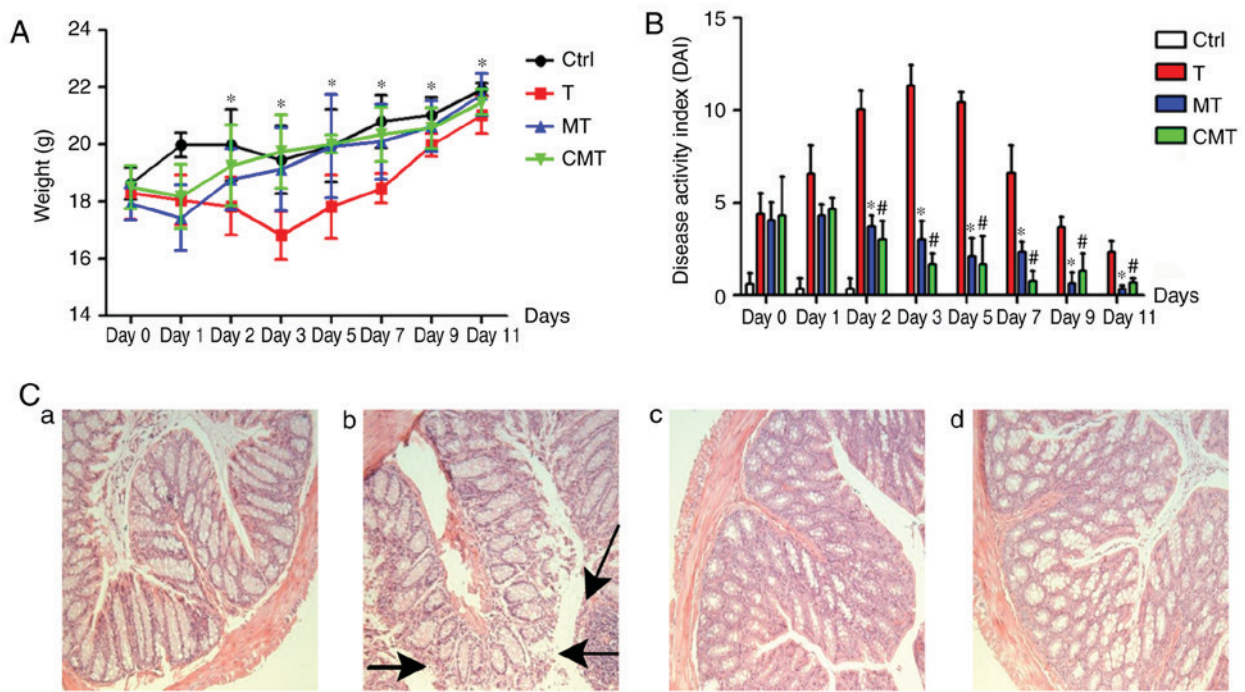 A
24
22
20
18
16
14
Weight (g)
* * * * * *
Ctrl
T
MT
CMT
Day 0 Day 1 Day 2 Day 3 Day 5 Day 7 Day 9 Day 11
Days
B
15
10
5
0
Disease activity index (DAI)
Ctrl
T
MT
CMT
* # * # * # * # * # * #
Day 0 Day 1 Day 2 Day 3 Day 5 Day 7 Day 9 Day 11
Days
C
a
b
c
d